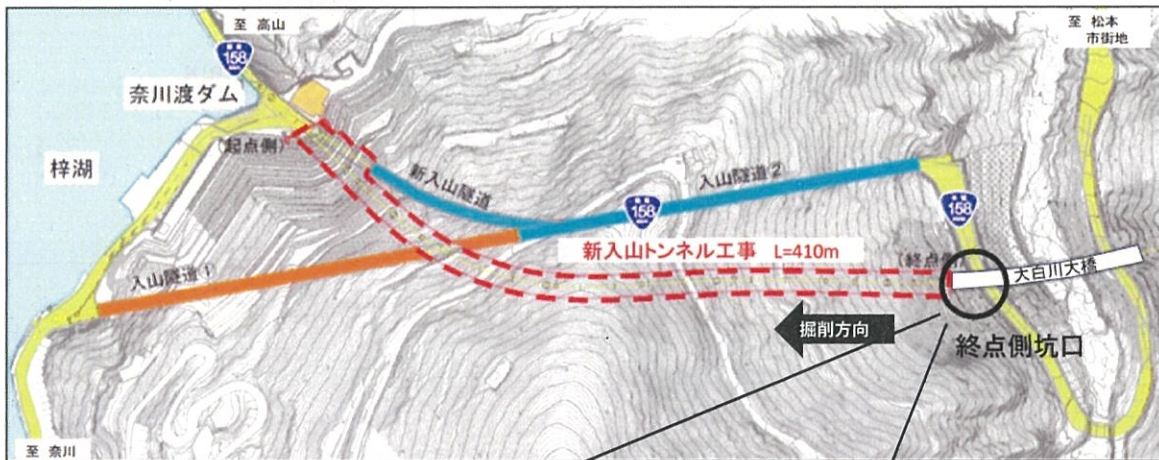 至 高山
158
奈川渡ダム
(起点側)
梓湖
新入山隧道
入山隧道2
158
入山隧道1
新入山トンネル工事 L=410m
掘削方向
至 松本
市街地
158
(終点
大白川大橋
終点側坑口
至 奈川